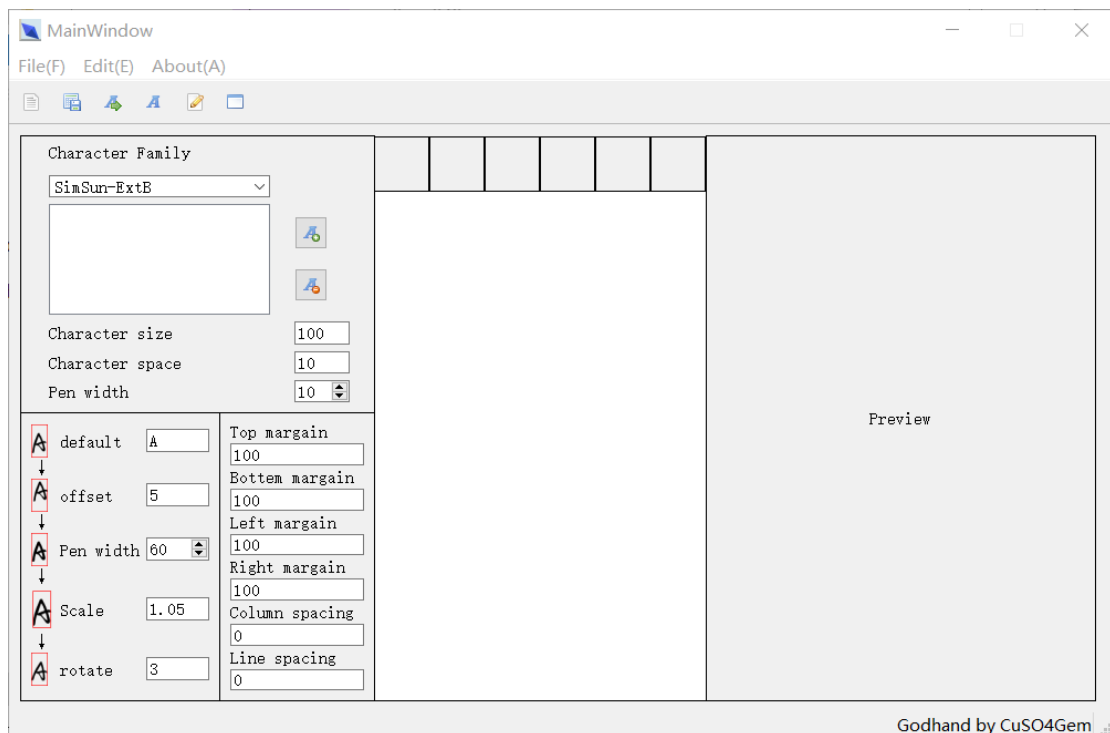 MainWindow
File(F) Edit(E) About(A)
Character Family
SimSun-ExtB
Character size 100
Character space 10
Pen width 10
default A
offset 5
Pen width 60
Scale 1.05
rotate 3
Top margain
100
Bottem margain
100
Left margain
100
Right margain
100
Column spacing
0
Line spacing
0
Preview
Godhand by CuSO4Gem